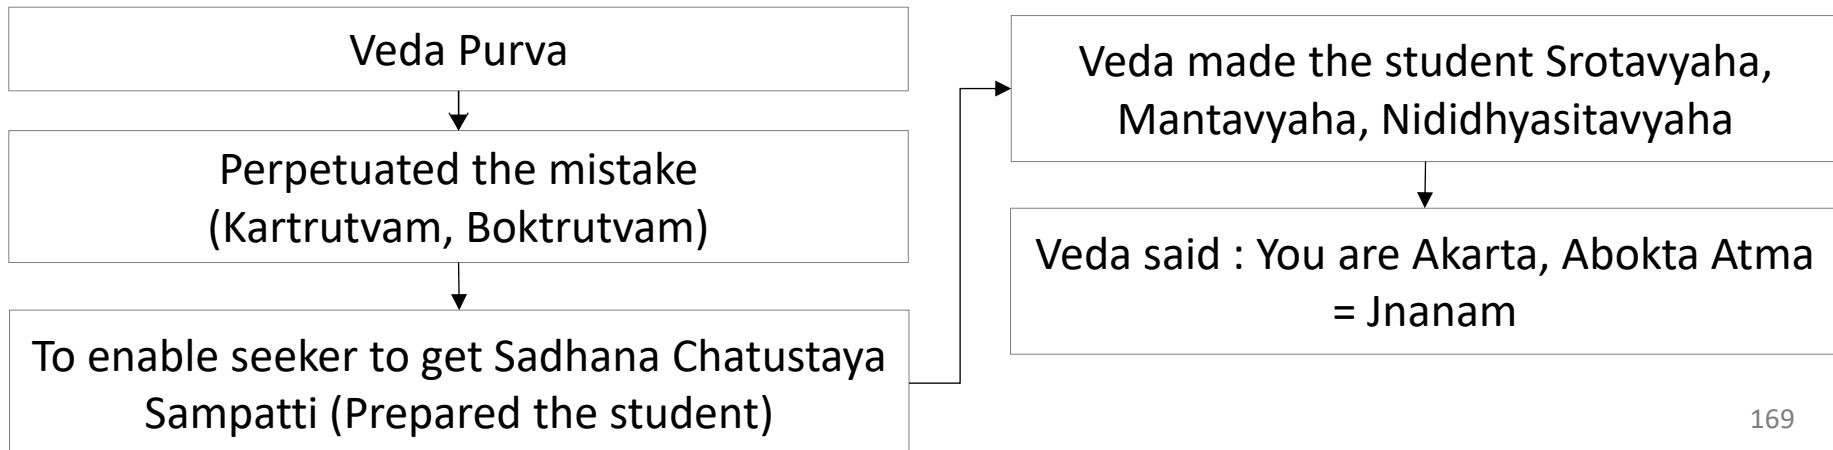 Veda Purva
Perpetuated the mistake
(Kartrutvam, Boktrutvam)
To enable seeker to get Sadhana Chatustaya
Sampatti (Prepared the student)
Veda made the student Srotavyaha,
Mantavyaha, Nididhyasitavyaha
Veda said : You are Akarta, Abokta Atma
= Jnanam
169